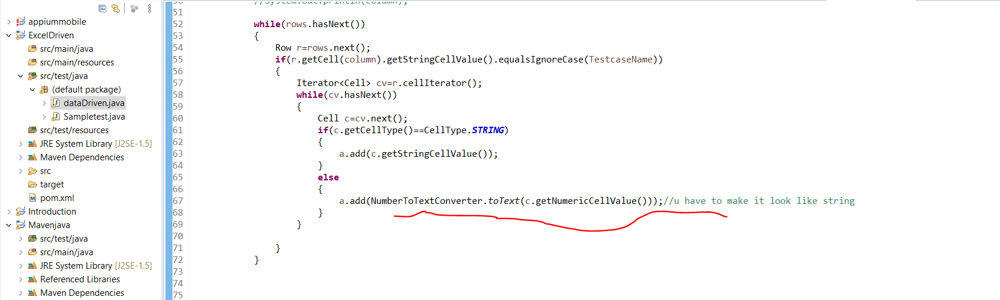 appiummobile
ExcelDriven
src/main/java
src/main/resources
src/test/java
(default package)
dataDriven.java
Sampletest.java
src/test/resources
JRE System Library [J2SE-1.5]
Maven Dependencies
src
target
pom.xml
Introduction
Mavenjava
src/test/java
src/main/java
JRE System Library [J2SE-1.5]
Referenced Libraries
Maven Dependencies
50 //System.out.println(column);
51
52 while(rows.hasNext())
53 {
54 Row r=rows.next();
55 if(r.getCell(column).getStringCellValue().equalsIgnoreCase(TestcaseName))
56 {
57 Iterator<Cell> cv=r.cellIterator();
58 while(cv.hasNext())
59 {
60 Cell c=cv.next();
61 if(c.getCellType()==CellType.STRING)
62 {
63 a.add(c.getStringCellValue());
64 }
65 else
66 {
67 a.add(NumberToTextConverter.toText(c.getNumericCellValue()));//u have to make it look like string
68 }
69 }
70
71 }
72 }
73
74
75